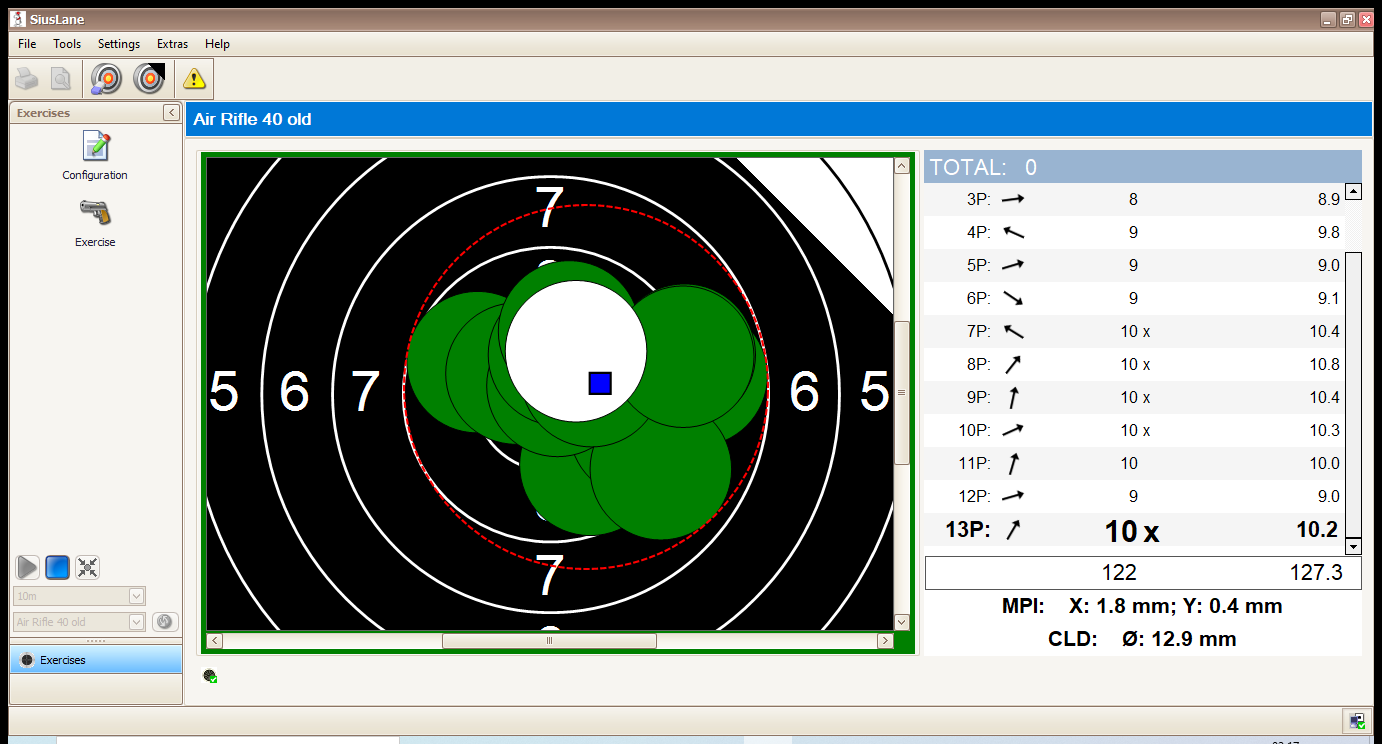 SiusLane
File Tools Settings Extras Help
Exercises
Air Rifle 40 old
Configuration
Exercise
7
5 6 7 6 5
7
TOTAL: 0
3P: 8 8.9
4P: 9 9.8
5P: 9 9.0
6P: 9 9.1
7P: 10 x 10.4
8P: 10 x 10.8
9P: 10 x 10.4
10P: 10 x 10.3
11P: 10 10.0
12P: 9 9.0
13P: 10 x 10.2
122 127.3
MPI: X: 1.8 mm; Y: 0.4 mm
CLD: Ø: 12.9 mm
10m
Air Rifle 40 old
Exercises